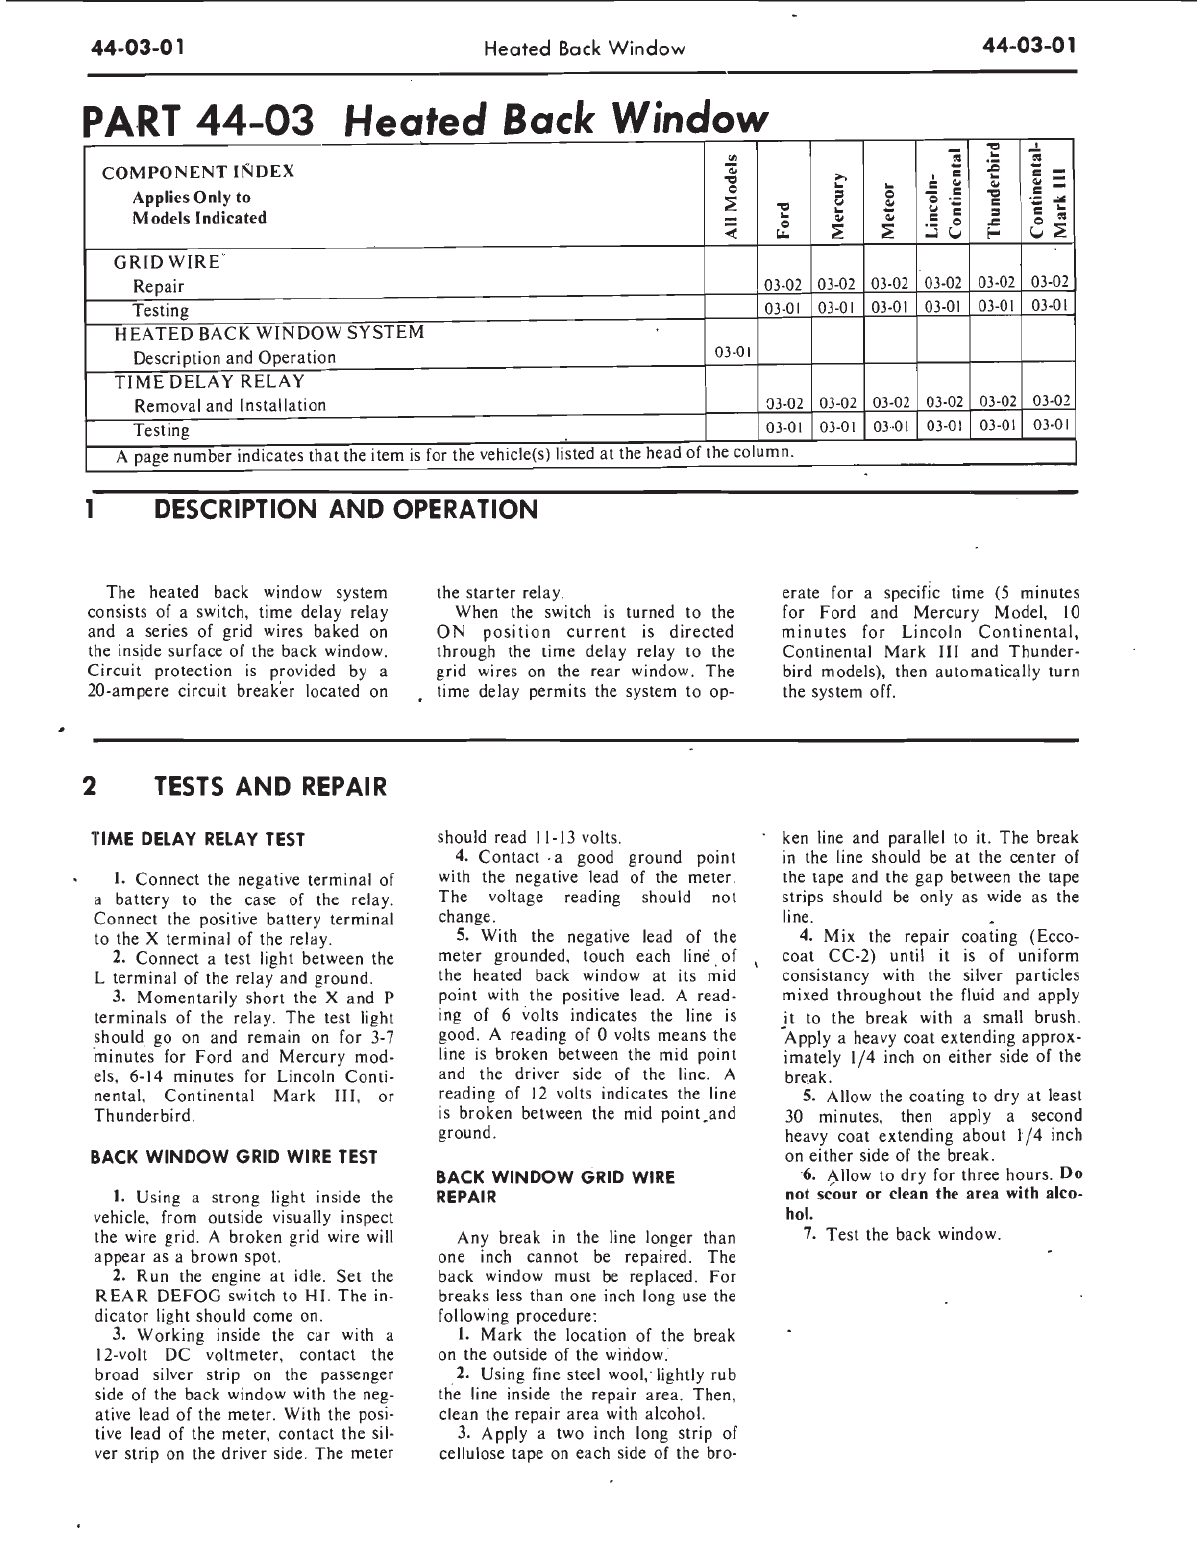 44-03-01 Heated Back Window 44-03-01
PART 44-03 Heated Back Window
COMPONENT INDEX
Applies Only to
Models Indicated
All Models
Ford
Mercury
Meteor
Lincoln-
Continental
Thunderbird
Continental-
Mark III
GRID WIRE
Repair 03-02 03-02 03-02 03-02 03-02 03-02
Testing 03-01 03-01 03-01 03-01 03-01 03-01
HEATED BACK WINDOW SYSTEM
Description and Operation 03-01
TIME DELAY RELAY
Removal and Installation 03-02 03-02 03-02 03-02 03-02 03-02
Testing 03-01 03-01 03-01 03-01 03-01 03-01
A page number indicates that the item is for the vehicle(s) listed at the head of the column.
1 DESCRIPTION AND OPERATION
The heated back window system
consists of a switch, time delay relay
and a series of grid wires baked on
the inside surface of the back window.
Circuit protection is provided by a
20-ampere circuit breaker located on
the starter relay.
When the switch is turned to the
ON position current is directed
through the time delay relay to the
grid wires on the rear window. The
time delay permits the system to op-
erate for a specific time (5 minutes
for Ford and Mercury Model, 10
minutes for Lincoln Continental,
Continental Mark III and Thunder-
bird models), then automatically turn
the system off.
2 TESTS AND REPAIR
TIME DELAY RELAY TEST
1. Connect the negative terminal of
a battery to the case of the relay.
Connect the positive battery terminal
to the X terminal of the relay.
2. Connect a test light between the
L terminal of the relay and ground.
3. Momentarily short the X and P
terminals of the relay. The test light
should go on and remain on for 3-7
minutes for Ford and Mercury mod-
els, 6-14 minutes for Lincoln Conti-
nental, Continental Mark III, or
Thunderbird.
BACK WINDOW GRID WIRE TEST
1. Using a strong light inside the
vehicle, from outside visually inspect
the wire grid. A broken grid wire will
appear as a brown spot.
2. Run the engine at idle. Set the
REAR DEFOG switch to HI. The in-
dicator light should come on.
3. Working inside the car with a
12-volt DC voltmeter, contact the
broad silver strip on the passenger
side of the back window with the neg-
ative lead of the meter. With the posi-
tive lead of the meter, contact the sil-
ver strip on the driver side. The meter
should read 11-13 volts.
4. Contact a good ground point
with the negative lead of the meter.
The voltage reading should not
change.
5. With the negative lead of the
meter grounded, touch each line of
the heated back window at its mid
point with the positive lead. A read-
ing of 6 volts indicates the line is
good. A reading of 0 volts means the
line is broken between the mid point
and the driver side of the line. A
reading of 12 volts indicates the line
is broken between the mid point and
ground.
BACK WINDOW GRID WIRE
REPAIR
Any break in the line longer than
one inch cannot be repaired. The
back window must be replaced. For
breaks less than one inch long use the
following procedure:
1. Mark the location of the break
on the outside of the window.
2. Using fine steel wool, lightly rub
the line inside the repair area. Then,
clean the repair area with alcohol.
3. Apply a two inch long strip of
cellulose tape on each side of the bro-
ken line and parallel to it. The break
in the line should be at the center of
the tape and the gap between the tape
strips should be only as wide as the
line.
4. Mix the repair coating (Ecco-
coat CC-2) until it is of uniform
consistancy with the silver particles
mixed throughout the fluid and apply
it to the break with a small brush.
Apply a heavy coat extending approx-
imately 1/4 inch on either side of the
break.
5. Allow the coating to dry at least
30 minutes, then apply a second
heavy coat extending about 1/4 inch
on either side of the break.
6. Allow to dry for three hours. Do
not scour or clean the area with alco-
hol.
7. Test the back window.